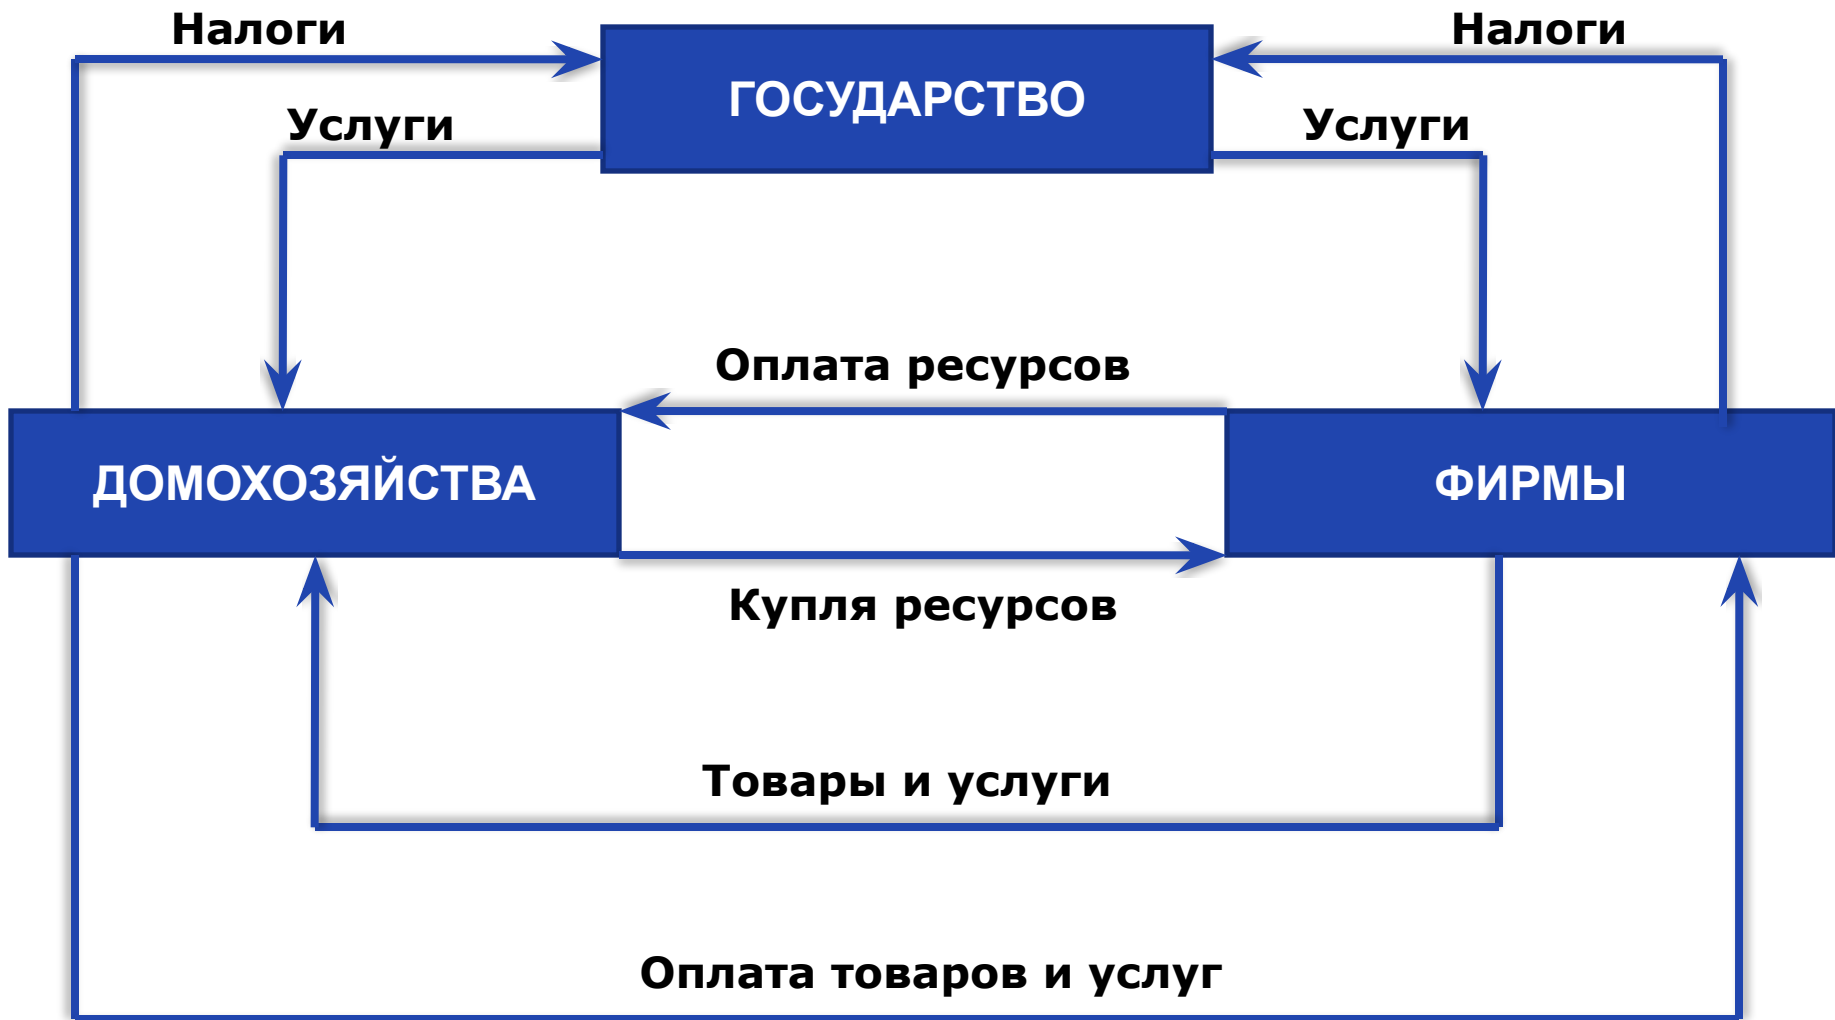 Налоги
Налоги
ГОСУДАРСТВО
Услуги
Услуги
Оплата ресурсов
ДОМОХОЗЯЙСТВА
ФИРМЫ
Купля ресурсов
Товары и услуги
Оплата товаров и услуг